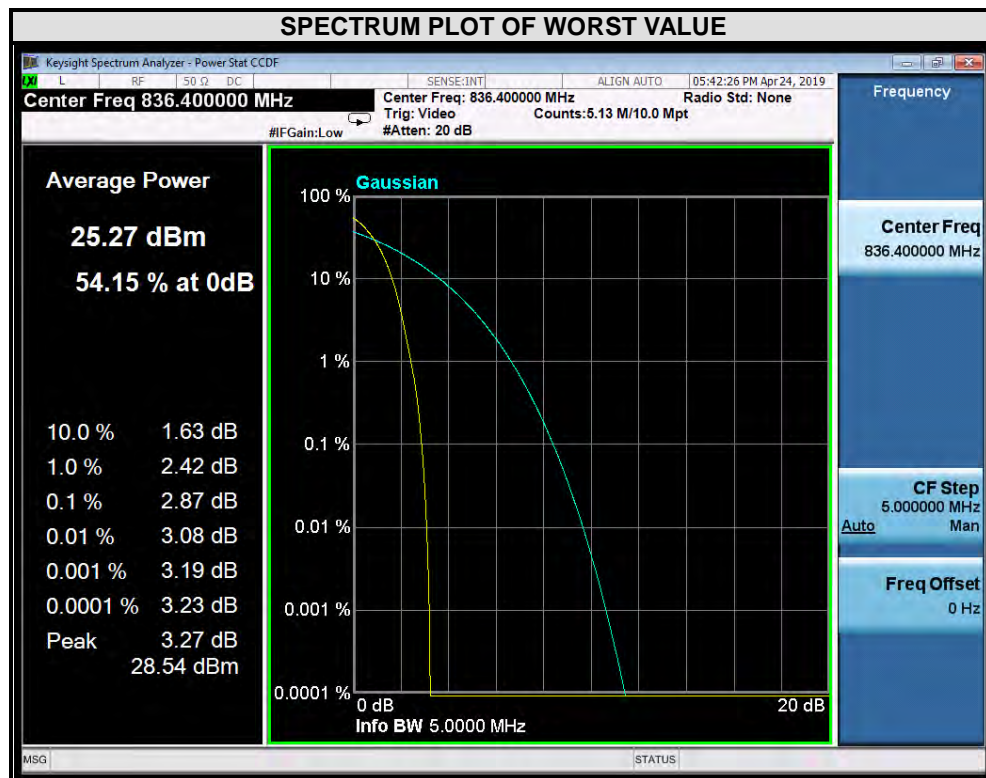 SPECTRUM PLOT OF WORST VALUE
Keysight Spectrum Analyzer - Power Stat CCDF
LXI L RF 50 Ω DC SENSE:INT ALIGN AUTO 05:42:26 PM Apr 24, 2019
Center Freq 836.400000 MHz
Center Freq: 836.400000 MHz Radio Std: None
Trig: Video Counts:5.13 M/10.0 Mpt
#IFGain:Low #Atten: 20 dB
Average Power
25.27 dBm
54.15 % at 0dB
10.0 % 1.63 dB
1.0 % 2.42 dB
0.1 % 2.87 dB
0.01 % 3.08 dB
0.001 % 3.19 dB
0.0001 % 3.23 dB
Peak 3.27 dB
28.54 dBm
Gaussian
100 %
10 %
1 %
0.1 %
0.01 %
0.001 %
0.0001 %
0 dB 20 dB
Info BW 5.0000 MHz
Frequency
Center Freq
836.400000 MHz
CF Step
5.000000 MHz
Auto Man
Freq Offset
0 Hz
MSG STATUS